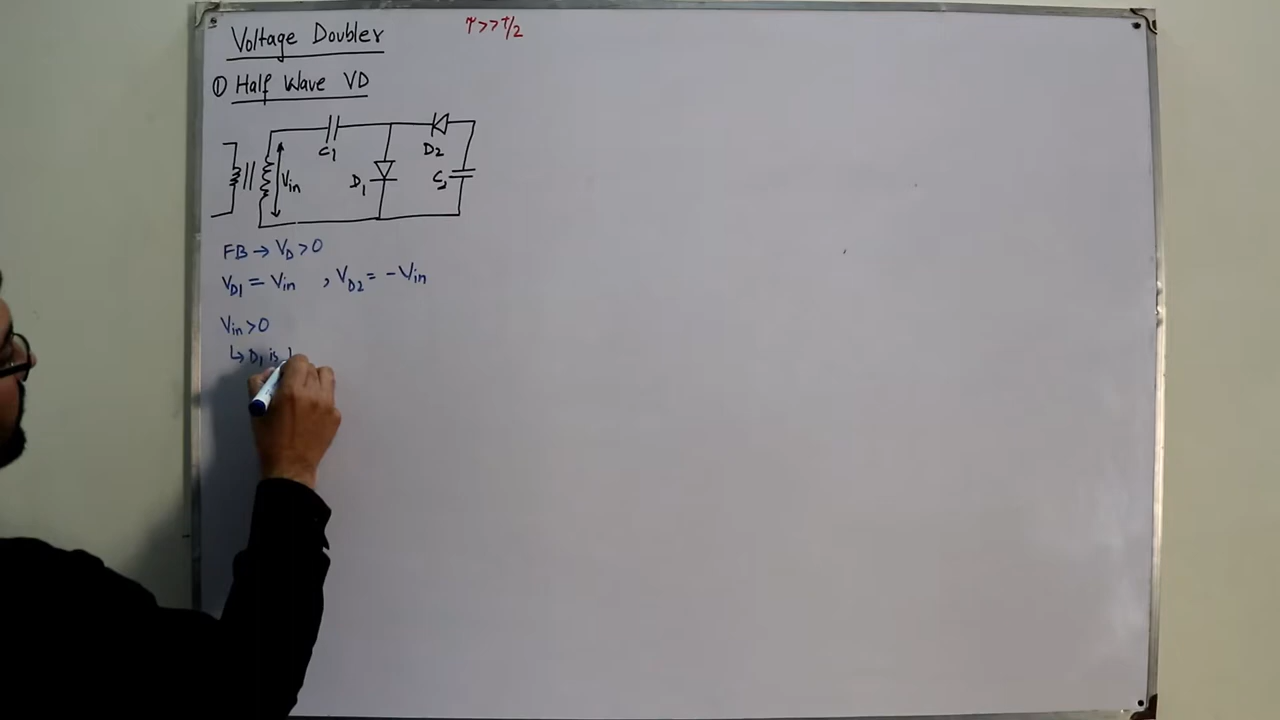 Voltage Doubler
τ >> T/2
① Half Wave VD
C1
D2
Vin
D1
C2
FB → VD > 0
VD1 = Vin , VD2 = - Vin
Vin > 0
↳ D1 is